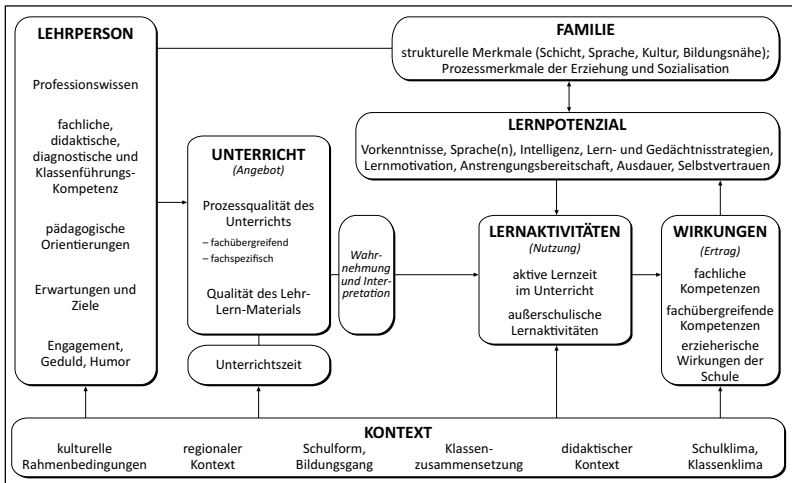 LEHRPERSON
Professionswissen
fachliche,
didaktische,
diagnostische und
Klassenführungs-
Kompetenz
pädagogische
Orientierungen
Erwartungen und
Ziele
Engagement,
Geduld, Humor
FAMILIE
strukturelle Merkmale (Schicht, Sprache, Kultur, Bildungsnähe);
Prozessmerkmale der Erziehung und Sozialisation
LERNPOTENZIAL
Vorkenntnisse, Sprache(n), Intelligenz, Lern- und Gedächtnisstrategien,
Lernmotivation, Anstrengungsbereitschaft, Ausdauer, Selbstvertrauen
UNTERRICHT
(Angebot)
Prozessqualität des
Unterrichts
– fachübergreifend
– fachspezifisch
Qualität des Lehr-
Lern-Materials
Unterrichtszeit
Wahr-
nehmung
und Inter-
pretation
LERNAKTIVITÄTEN
(Nutzung)
aktive Lernzeit
im Unterricht
außerschulische
Lernaktivitäten
WIRKUNGEN
(Ertrag)
fachliche
Kompetenzen
fachübergreifende
Kompetenzen
erzieherische
Wirkungen der
Schule
KONTEXT
kulturelle
Rahmenbedingungen
regionaler
Kontext
Schulform,
Bildungsgang
Klassen-
zusammensetzung
didaktischer
Kontext
Schulklima,
Klassenklima